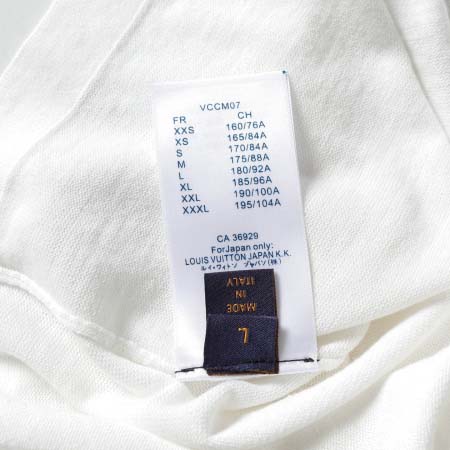 VCCM07
FR CH
XXS 160/76A
XS 165/84A
S 170/84A
M 175/88A
L 180/92A
XL 185/96A
XXL 190/100A
XXXL 195/104A
CA 36929
ForJapan only:
LOUIS VUITTON JAPAN K.K.
ルイ・ヴィトン ジャパン(株)
MADE
IN
ITALY
L